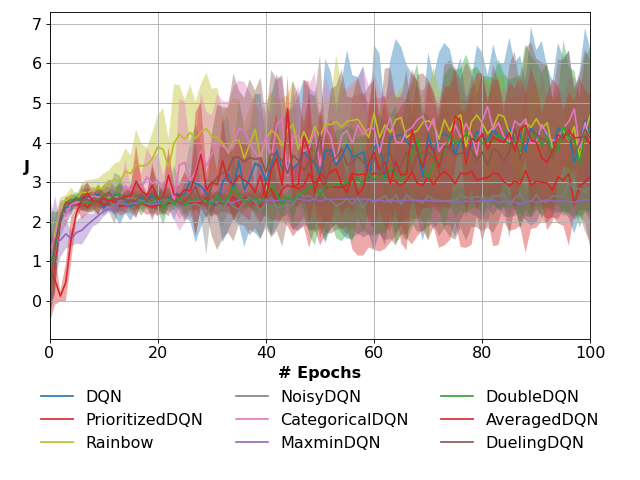 7
6
5
4
J
3
2
1
0
0 20 40 60 80 100
# Epochs
DQN NoisyDQN DoubleDQN
PrioritizedDQN CategoricalDQN AveragedDQN
Rainbow MaxminDQN DuelingDQN